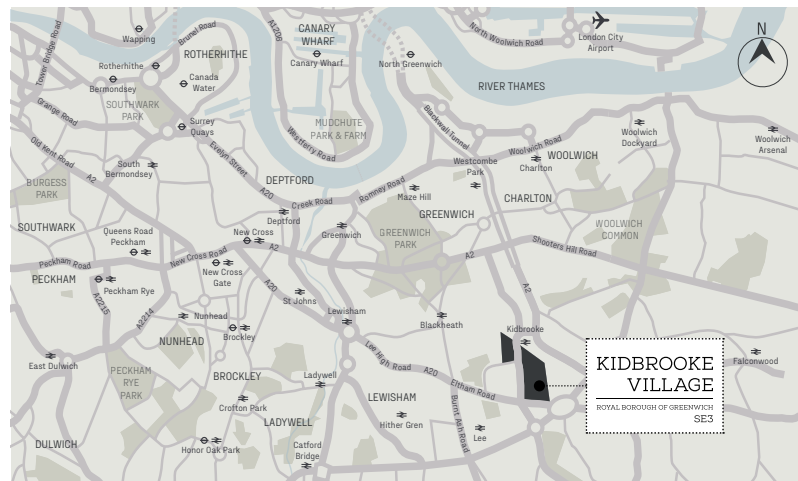 Tower Bridge Road
Wapping
Brunel Road
ROTHERHITHE
A1206
CANARY
WHARF
Canary Wharf
North Greenwich
North Woolwich Road
London City
Airport
N
Rotherhithe
Bermondsey
Canada
Water
SOUTHWARK
PARK
Grange Road
Surrey
Quays
RIVER THAMES
MUDCHUTE
PARK & FARM
Westferry Road
Blackwall Tunnel
Woolwich Road
Woolwich
Dockyard
Woolwich
Arsenal
Old Kent Road
A2
South
Bermondsey
Evelyn Street
A20
DEPTFORD
Westcombe
Park
Charlton
WOOLWICH
BURGESS
PARK
Creek Road
Romney Road
Maze Hill
CHARLTON
Deptford
GREENWICH
SOUTHWARK
Queens Road
Peckham
New Cross
A2
Greenwich
GREENWICH
PARK
WOOLWICH
COMMON
Shooters Hill Road
A2
Peckham Road
New Cross Road
New Cross
Gate
PECKHAM
Peckham Rye
A2215
A2214
A20
St Johns
A2
Nunhead
Lewisham
Blackheath
Kidbrooke
Brockley
NUNHEAD
Lee High Road
A20
Eltham Road
East Dulwich
PECKHAM
RYE
PARK
BROCKLEY
Ladywell
Falconwood
KIDBROOKE
VILLAGE
ROYAL BOROUGH OF GREENWICH
SE3
Crofton Park
LEWISHAM
Burnt Ash Road
LADYWELL
Hither Gren
Lee
DULWICH
Honor Oak Park
Catford
Bridge